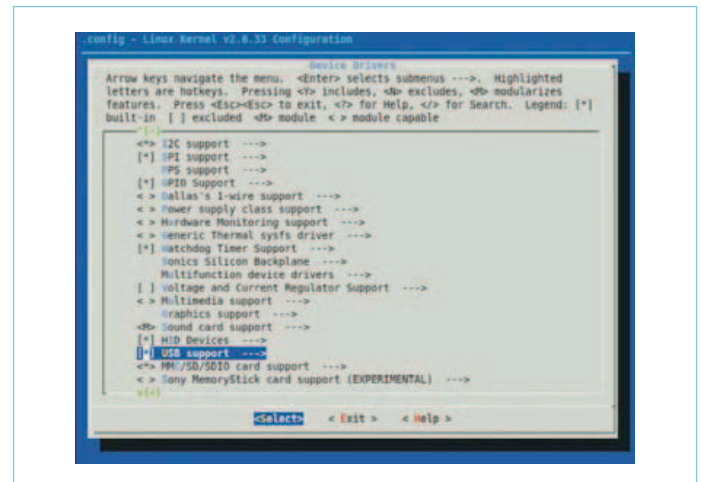 .config - Linux Kernel v2.6.33 Configuration
Device Drivers
Arrow keys navigate the menu. <Enter> selects submenus --->. Highlighted
letters are hotkeys. Pressing <Y> includes, <N> excludes, <M> modularizes
features. Press <Esc><Esc> to exit, <?> for Help, </> for Search. Legend: [*]
built-in [ ] excluded <M> module < > module capable
^(-)
<*> I2C support --->
[*] SPI support --->
PPS support --->
[*] GPIO Support --->
< > Dallas's 1-wire support --->
< > Power supply class support --->
< > Hardware Monitoring support --->
< > Generic Thermal sysfs driver --->
[*] Watchdog Timer Support --->
Sonics Silicon Backplane --->
Multifunction device drivers --->
[ ] Voltage and Current Regulator Support --->
< > Multimedia support --->
Graphics support --->
<M> Sound card support --->
[*] HID Devices --->
[*] USB support --->
<*> MMC/SD/SDIO card support --->
< > Sony MemoryStick card support (EXPERIMENTAL) --->
v(+)
<Select> < Exit > < Help >